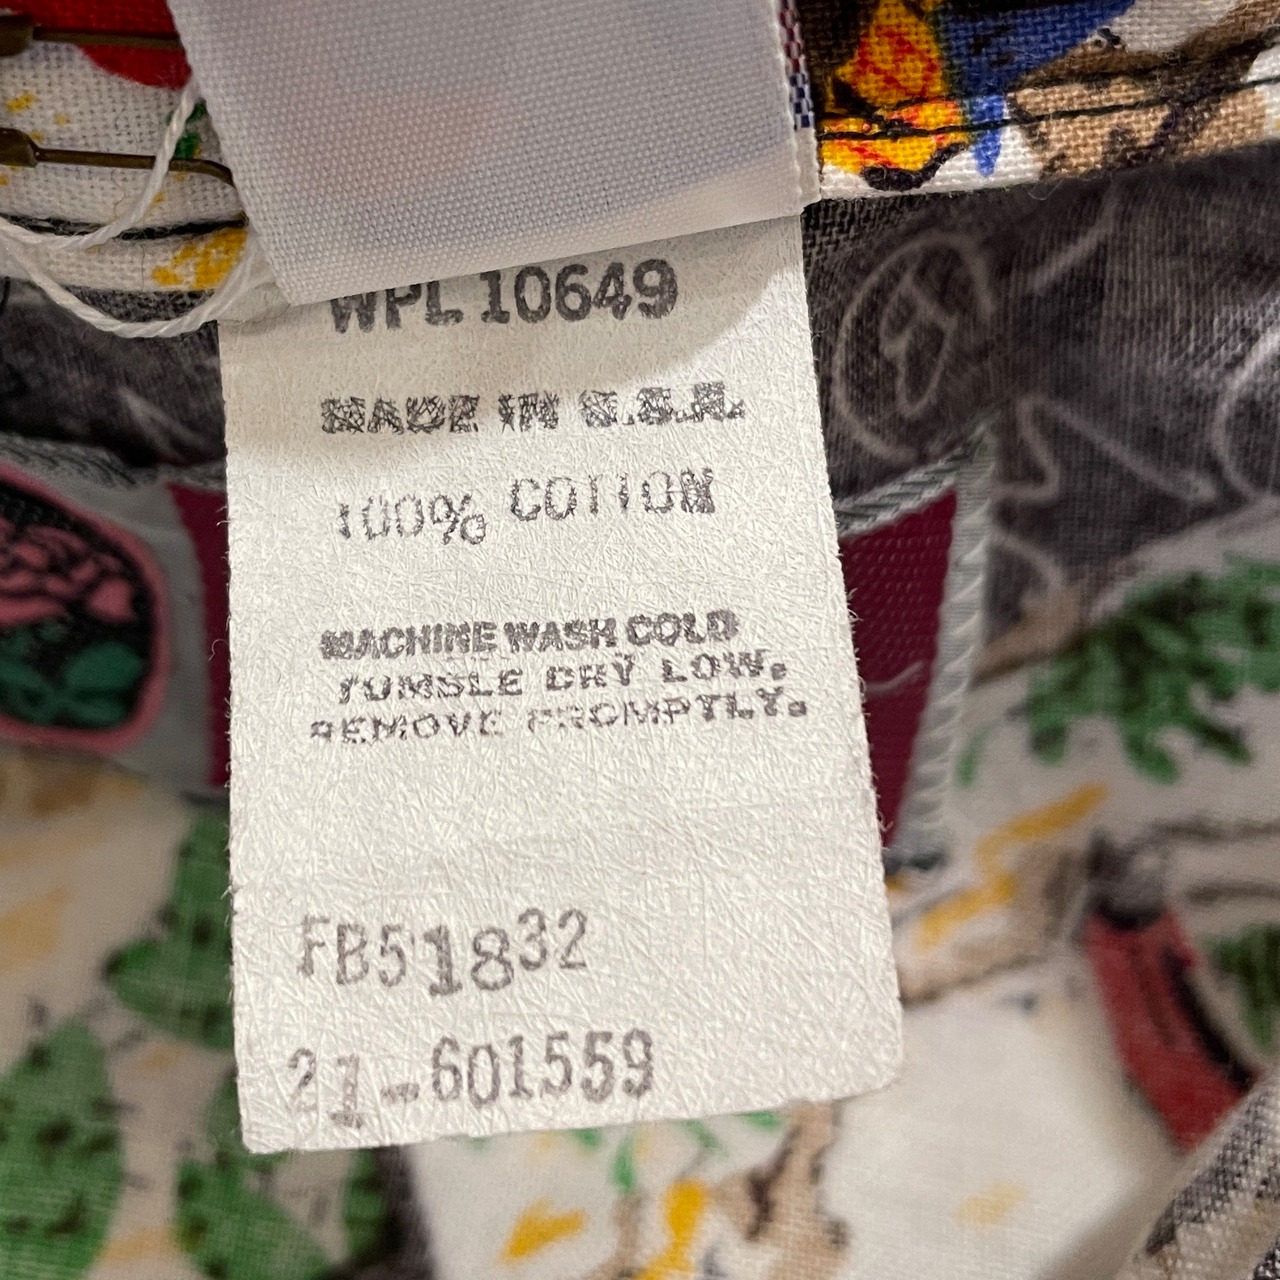 WPL 10649
MADE IN U.S.A.
100% COTTON
MACHINE WASH COLD
TUMBLE DRY LOW.
REMOVE PROMPTLY.
FB51832
21-601559